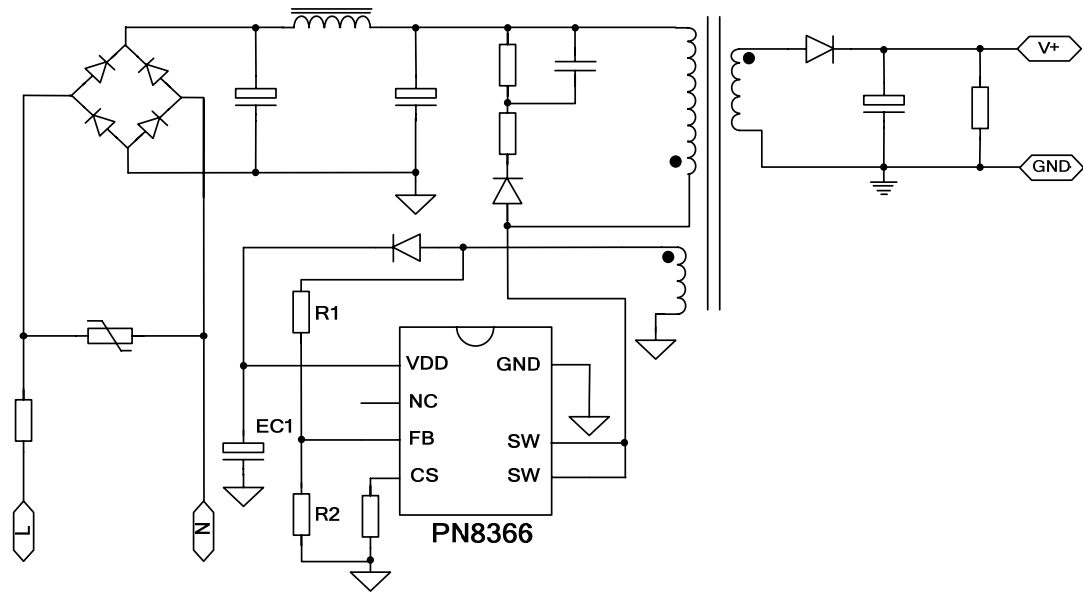 V+
GND
R1
VDD
GND
NC
EC1
FB
SW
CS
SW
L
N
R2
PN8366